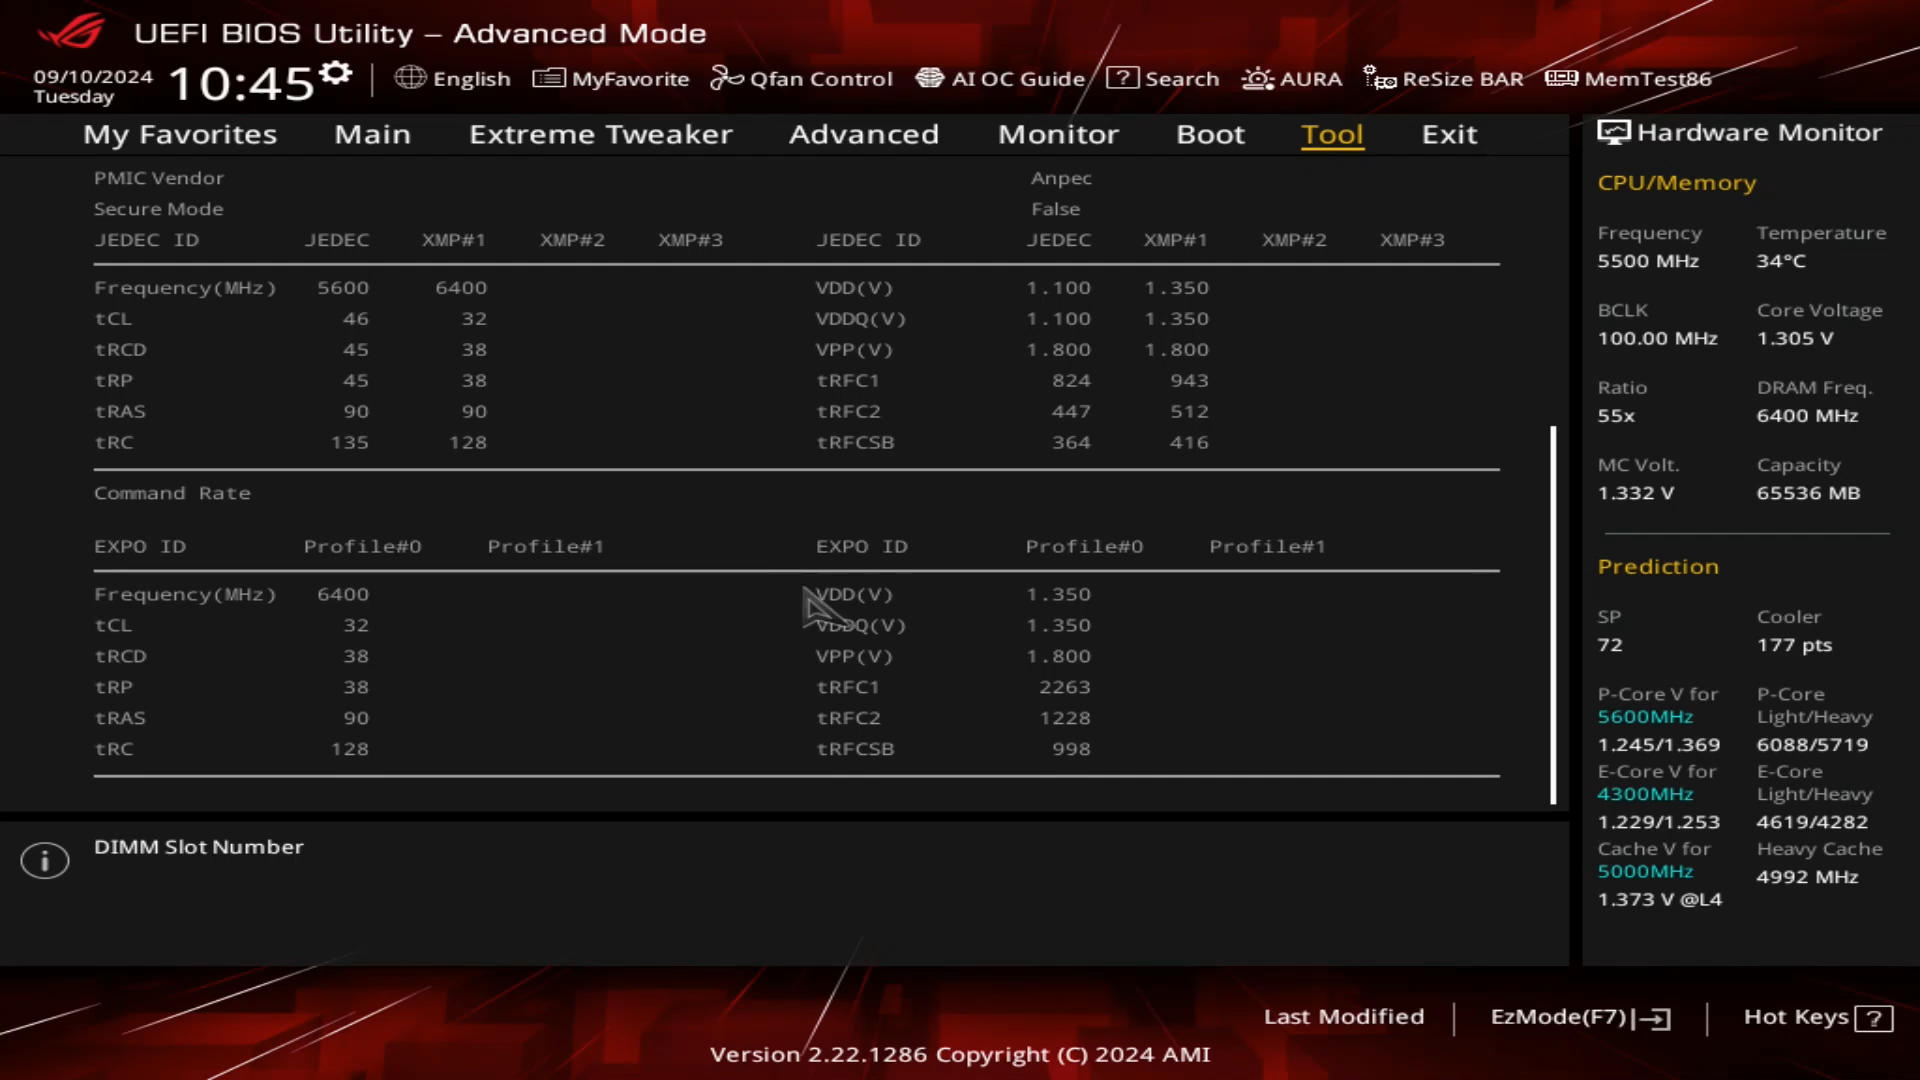 UEFI BIOS Utility – Advanced Mode
09/10/2024
Tuesday
10:45
English
MyFavorite
Qfan Control
AI OC Guide
? Search
AURA
ReSize BAR
MemTest86
My Favorites Main Extreme Tweaker Advanced Monitor Boot Tool Exit
PMIC Vendor Anpec
Secure Mode False
JEDEC ID JEDEC XMP#1 XMP#2 XMP#3 JEDEC ID JEDEC XMP#1 XMP#2 XMP#3
Frequency(MHz) 5600 6400 VDD(V) 1.100 1.350
tCL 46 32 VDDQ(V) 1.100 1.350
tRCD 45 38 VPP(V) 1.800 1.800
tRP 45 38 tRFC1 824 943
tRAS 90 90 tRFC2 447 512
tRC 135 128 tRFCSB 364 416
Command Rate
EXPO ID Profile#0 Profile#1 EXPO ID Profile#0 Profile#1
Frequency(MHz) 6400 VDD(V) 1.350
tCL 32 VDDQ(V) 1.350
tRCD 38 VPP(V) 1.800
tRP 38 tRFC1 2263
tRAS 90 tRFC2 1228
tRC 128 tRFCSB 998
i DIMM Slot Number
Hardware Monitor
CPU/Memory
Frequency Temperature
5500 MHz 34°C
BCLK Core Voltage
100.00 MHz 1.305 V
Ratio DRAM Freq.
55x 6400 MHz
MC Volt. Capacity
1.332 V 65536 MB
Prediction
SP Cooler
72 177 pts
P-Core V for P-Core
5600MHz Light/Heavy
1.245/1.369 6088/5719
E-Core V for E-Core
4300MHz Light/Heavy
1.229/1.253 4619/4282
Cache V for Heavy Cache
5000MHz 4992 MHz
1.373 V @L4
Last Modified
EzMode(F7)
Hot Keys ?
Version 2.22.1286 Copyright (C) 2024 AMI